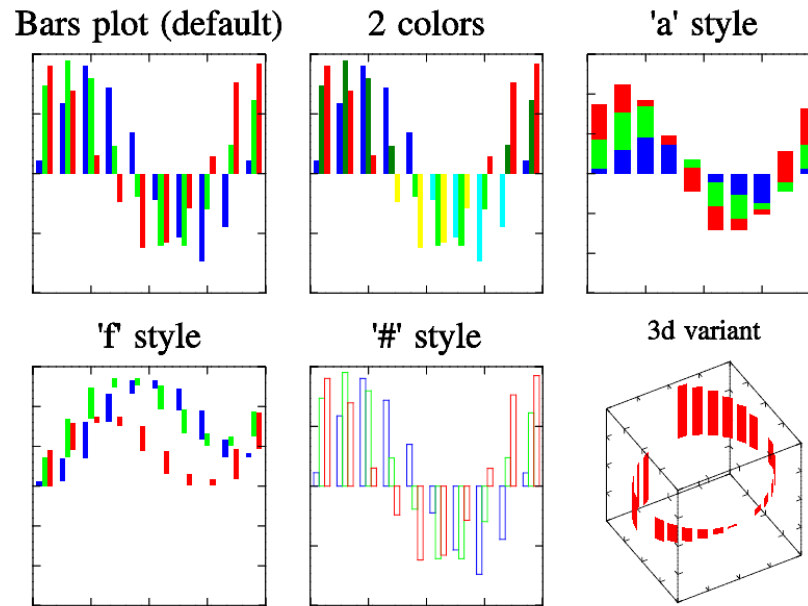 Bars plot (default)
2 colors
'a' style
'f' style
'#' style
3d variant